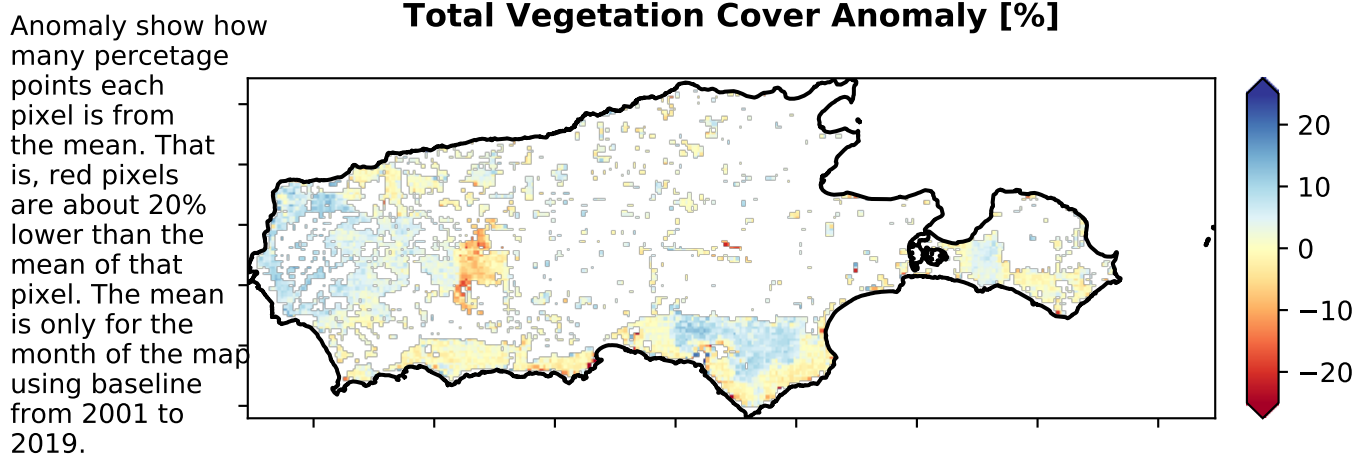 Total Vegetation Cover Anomaly [%]
Anomaly show how
many percetage
points each
pixel is from
the mean. That
is, red pixels
are about 20%
lower than the
mean of that
pixel. The mean
is only for the
month of the map
using baseline
from 2001 to
2019.
20
10
0
−10
−20